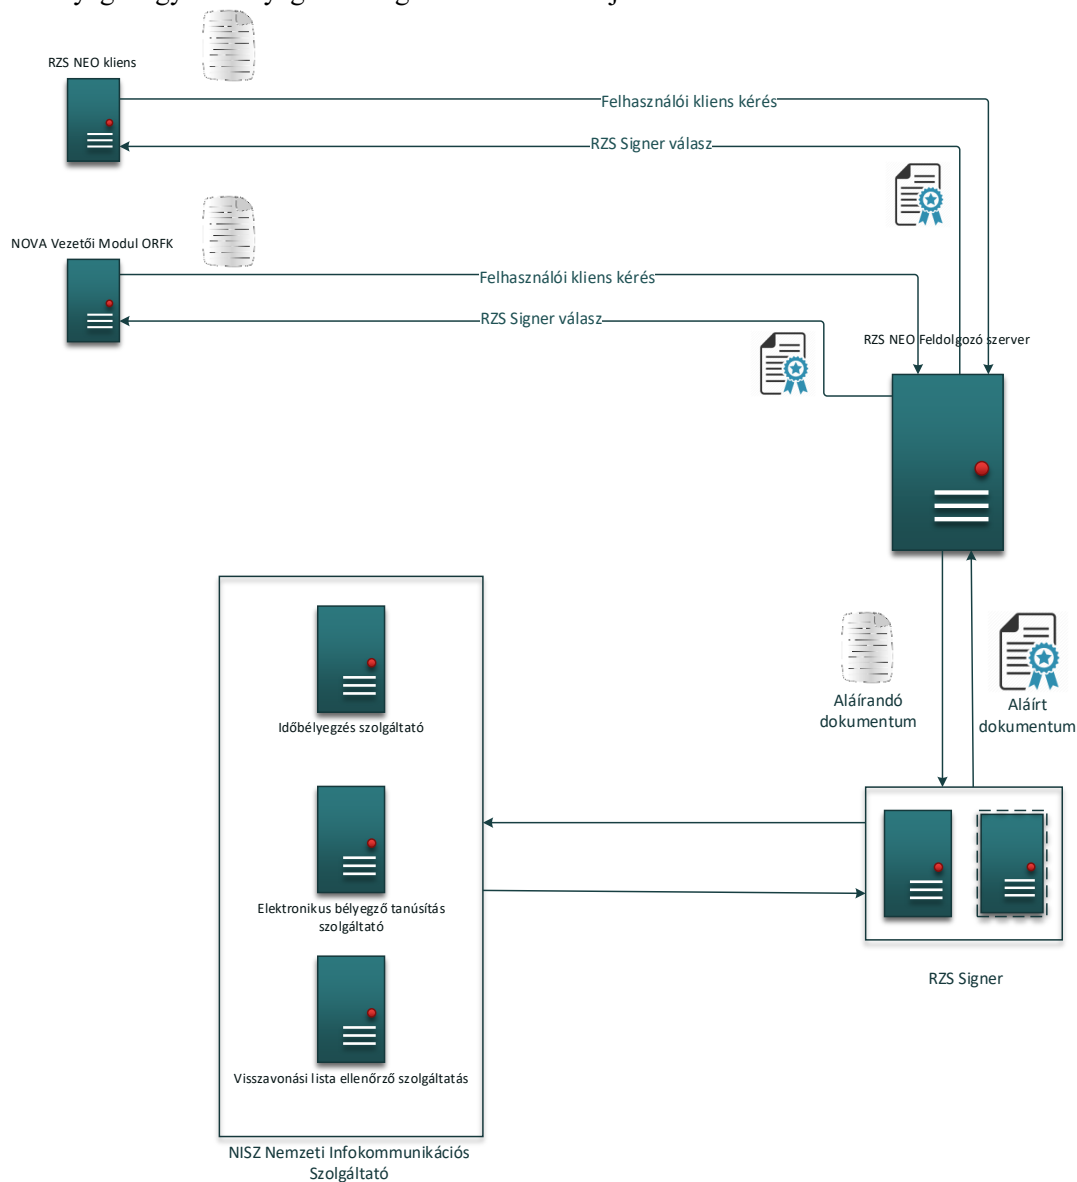 RZS NEO kliens
Felhasználói kliens kérés
RZS Signer válasz
NOVA Vezetői Modul ORFK
Felhasználói kliens kérés
RZS Signer válasz
RZS NEO Feldolgozó szerver
Aláírandó
dokumentum
Aláírt
dokumentum
Időbélyegzés szolgáltató
Elektronikus bélyegző tanúsítás
szolgáltató
Visszavonási lista ellenőrző szolgáltatás
RZS Signer
NISZ Nemzeti Infokommunikációs
Szolgáltató